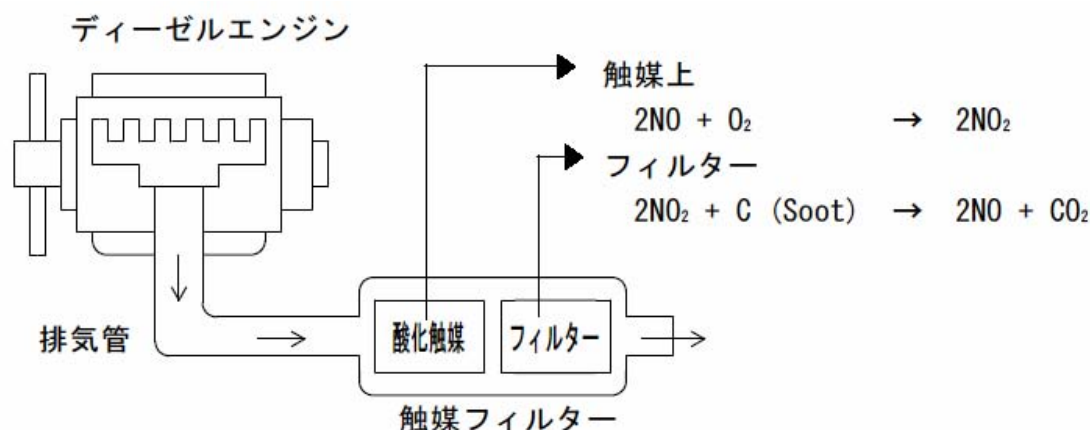 ディーゼルエンジン
触媒上
2NO + O₂ → 2NO₂
フィルター
2NO₂ + C (Soot) → 2NO + CO₂
排気管
酸化触媒
フィルター
触媒フィルター